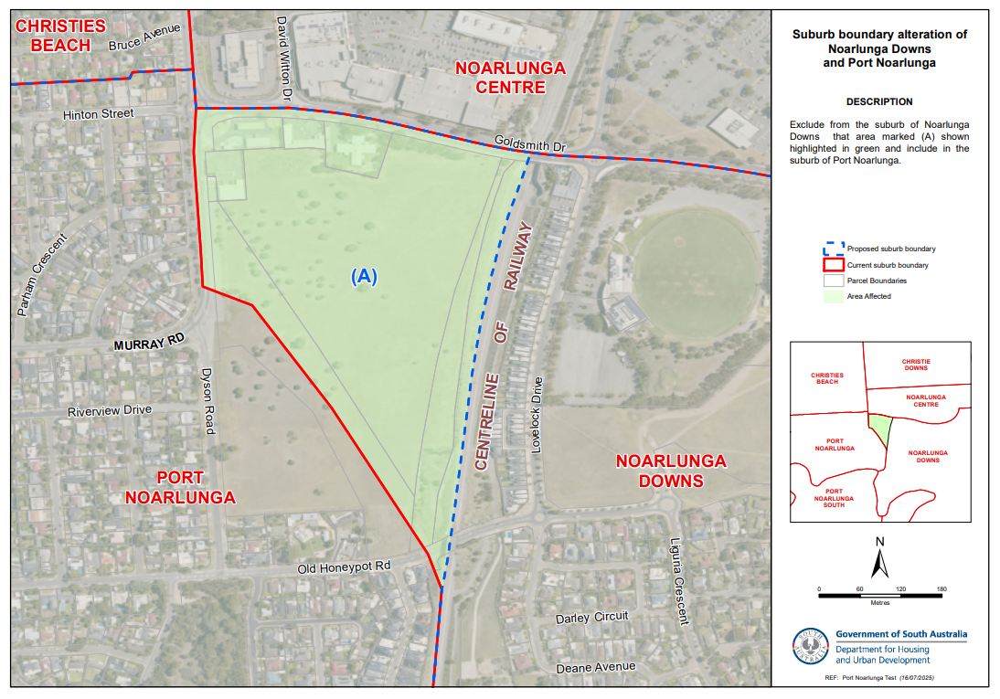 CHRISTIES
BEACH
Bruce Avenue
David Witton Dr
NOARLUNGA
CENTRE
Hinton Street
Goldsmith Dr
Parham Crescent
(A)
CENTRELINE OF RAILWAY
MURRAY RD
Dyson Road
Riverview Drive
Lovelock Drive
PORT
NOARLUNGA
NOARLUNGA
DOWNS
Old Honeypot Rd
Liguria Crescent
Darley Circuit
Deane Avenue
Suburb boundary alteration of
Noarlunga Downs
and Port Noarlunga
DESCRIPTION
Exclude from the suburb of Noarlunga
Downs that area marked (A) shown
highlighted in green and include in the
suburb of Port Noarlunga.
Proposed suburb boundary
Current suburb boundary
Parcel Boundaries
Area Affected
CHRISTIES
BEACH
CHRISTIE
DOWNS
NOARLUNGA
CENTRE
PORT
NOARLUNGA
NOARLUNGA
DOWNS
PORT
NOARLUNGA
SOUTH
N
0 60 120 180
Metres
SOUTH AUSTRALIA
Government of South Australia
Department for Housing
and Urban Development
REF: Port Noarlunga Test (16/07/2025)